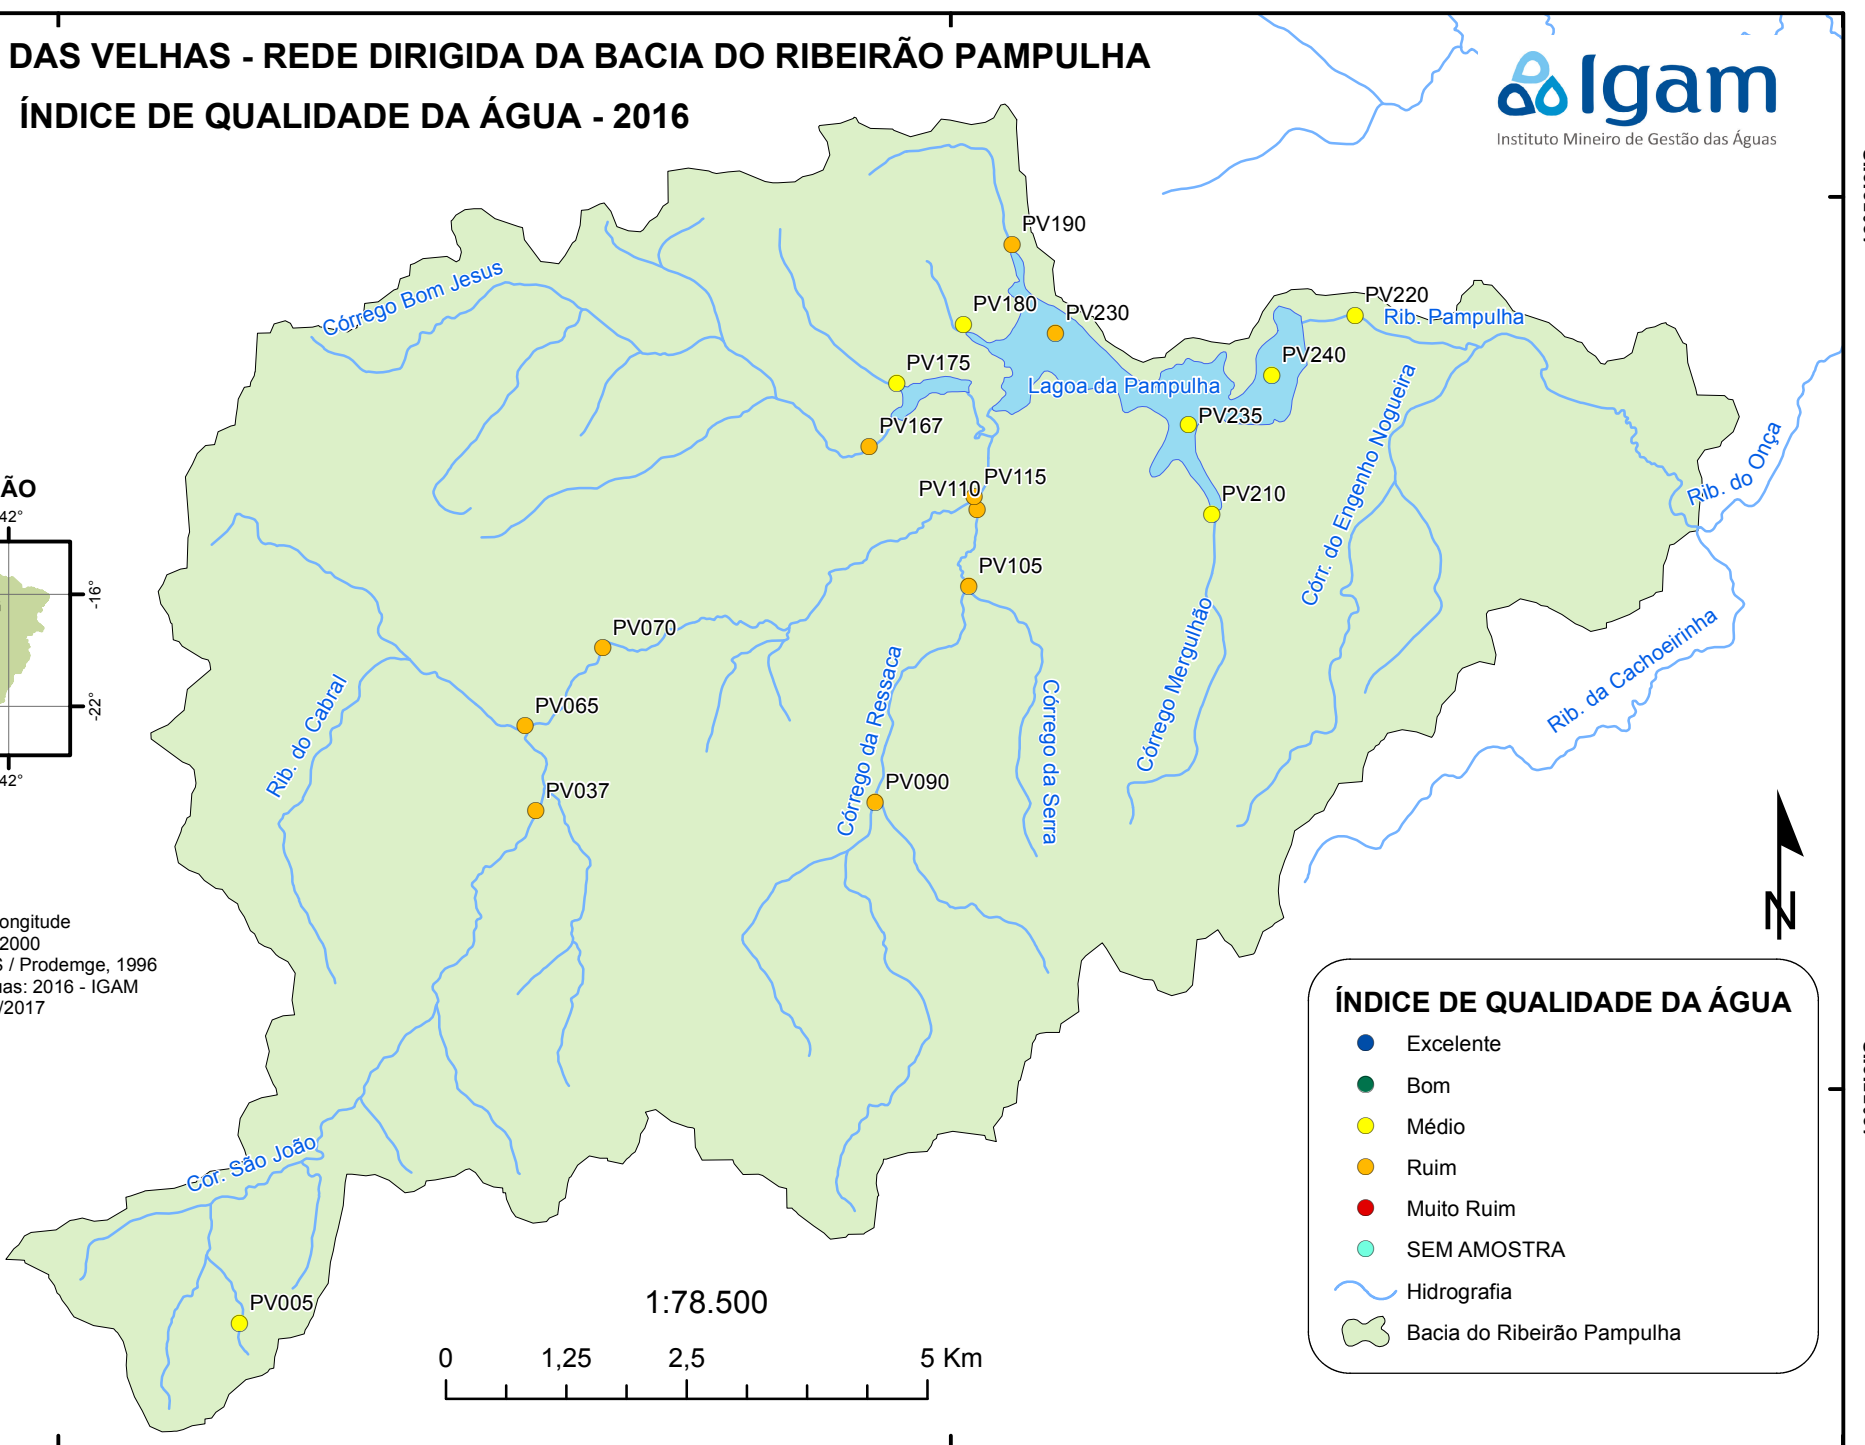 DAS VELHAS - REDE DIRIGIDA DA BACIA DO RIBEIRÃO PAMPULHA
ÍNDICE DE QUALIDADE DA ÁGUA - 2016
Igam
Instituto Mineiro de Gestão das Águas
PV190
PV180
PV230
PV220
Rib. Pampulha
Córrego Bom Jesus
PV175
PV240
Lagoa da Pampulha
PV235
PV167
Córr. do Engenho Nogueira
Rib. do Onça
PV115
PV110
PV210
ÃO
42°
-16°
-22°
42°
PV105
PV070
Córrego Mergulhão
Rib. da Cachoeirinha
Rib. do Cabral
PV065
Córrego da Ressaca
Córrego da Serra
PV037
PV090
N
ongitude
2000
S / Prodemge, 1996
uas: 2016 - IGAM
/2017
Cor. São João
PV005
1:78.500
0 1,25 2,5 5 Km
ÍNDICE DE QUALIDADE DA ÁGUA
Excelente
Bom
Médio
Ruim
Muito Ruim
SEM AMOSTRA
Hidrografia
Bacia do Ribeirão Pampulha